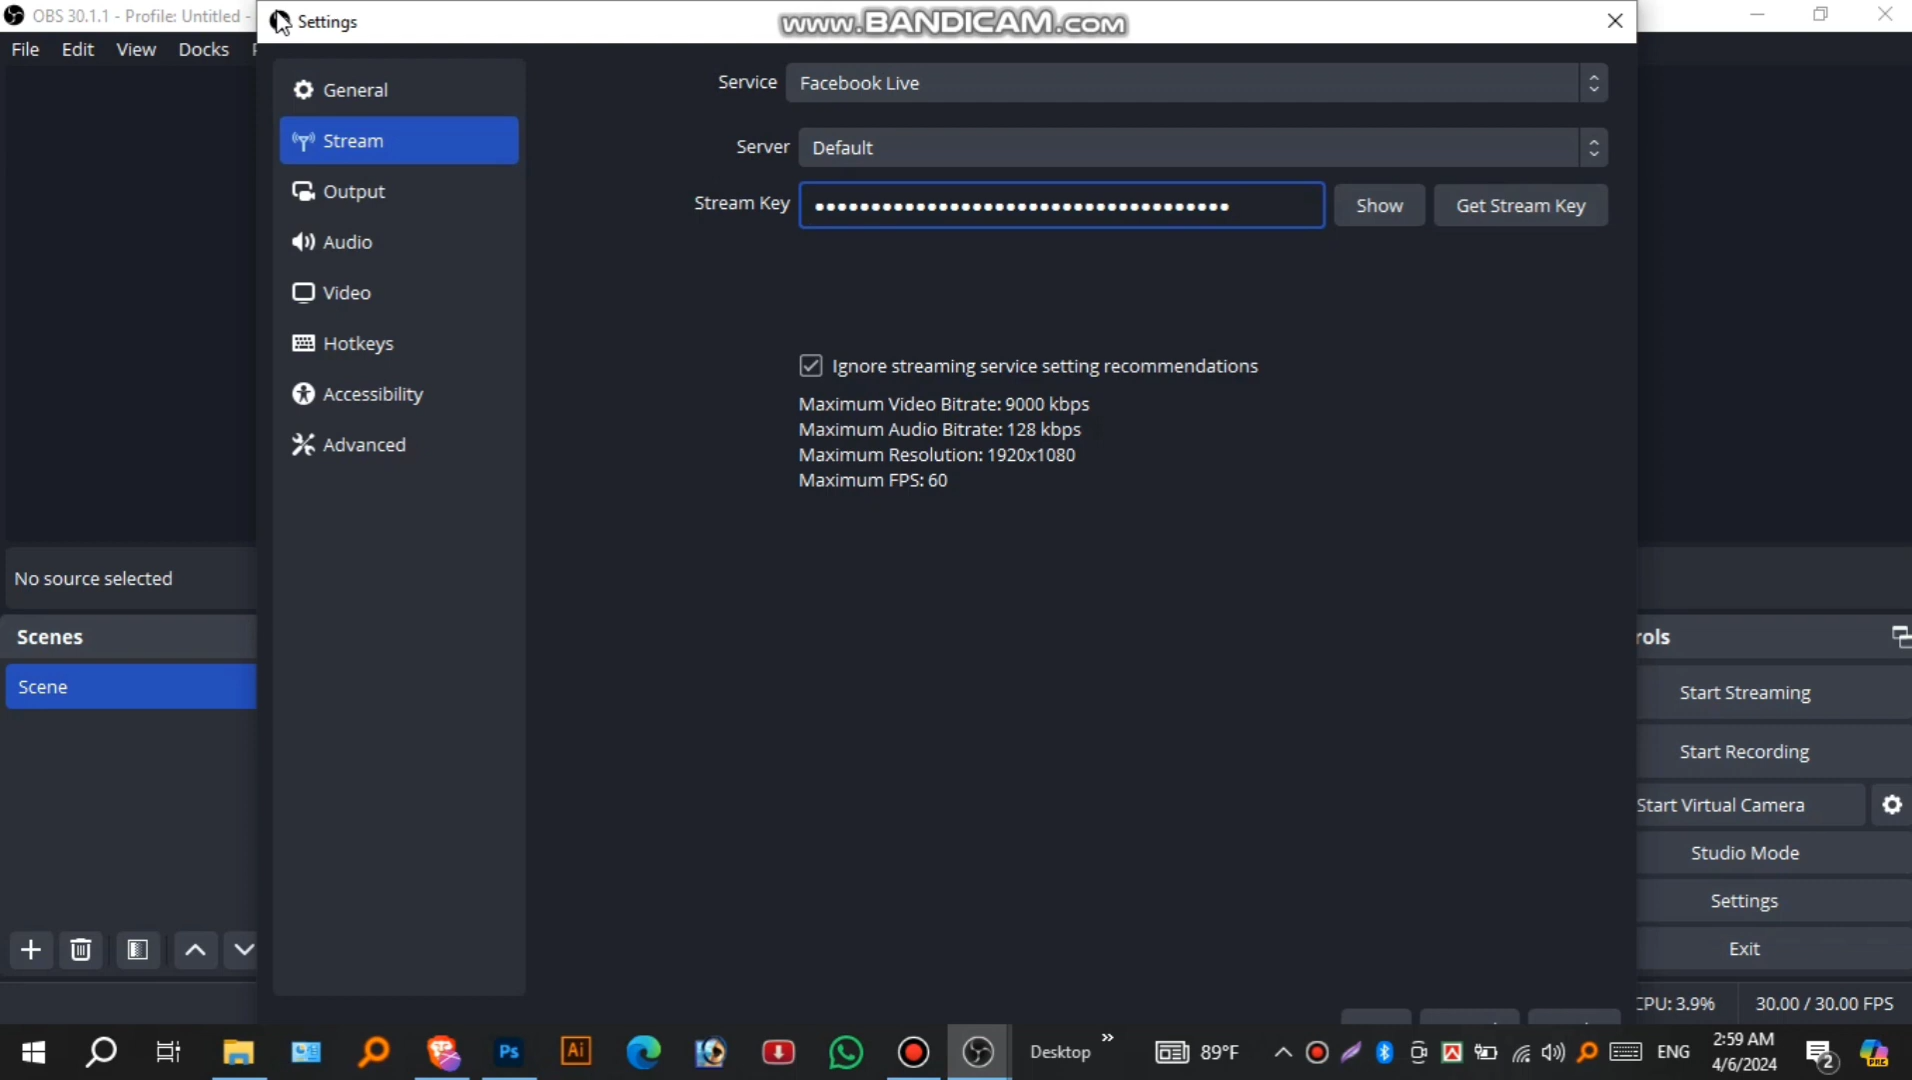 OBS 30.1.1 - Profile: Untitled -
Settings
www.BANDICAM.com
File Edit View Docks
General
Stream
Output
Audio
Video
Hotkeys
Accessibility
Advanced
Service Facebook Live
Server Default
Stream Key •••••••••••••••••••••••••••••••••••••• Show Get Stream Key
Ignore streaming service setting recommendations
Maximum Video Bitrate: 9000 kbps
Maximum Audio Bitrate: 128 kbps
Maximum Resolution: 1920x1080
Maximum FPS: 60
No source selected
Scenes
Scene
rols
Start Streaming
Start Recording
Start Virtual Camera
Studio Mode
Settings
Exit
CPU: 3.9% 30.00 / 30.00 FPS
Ps
Ai
Desktop
89°F
ENG
2:59 AM
4/6/2024
2
PRE